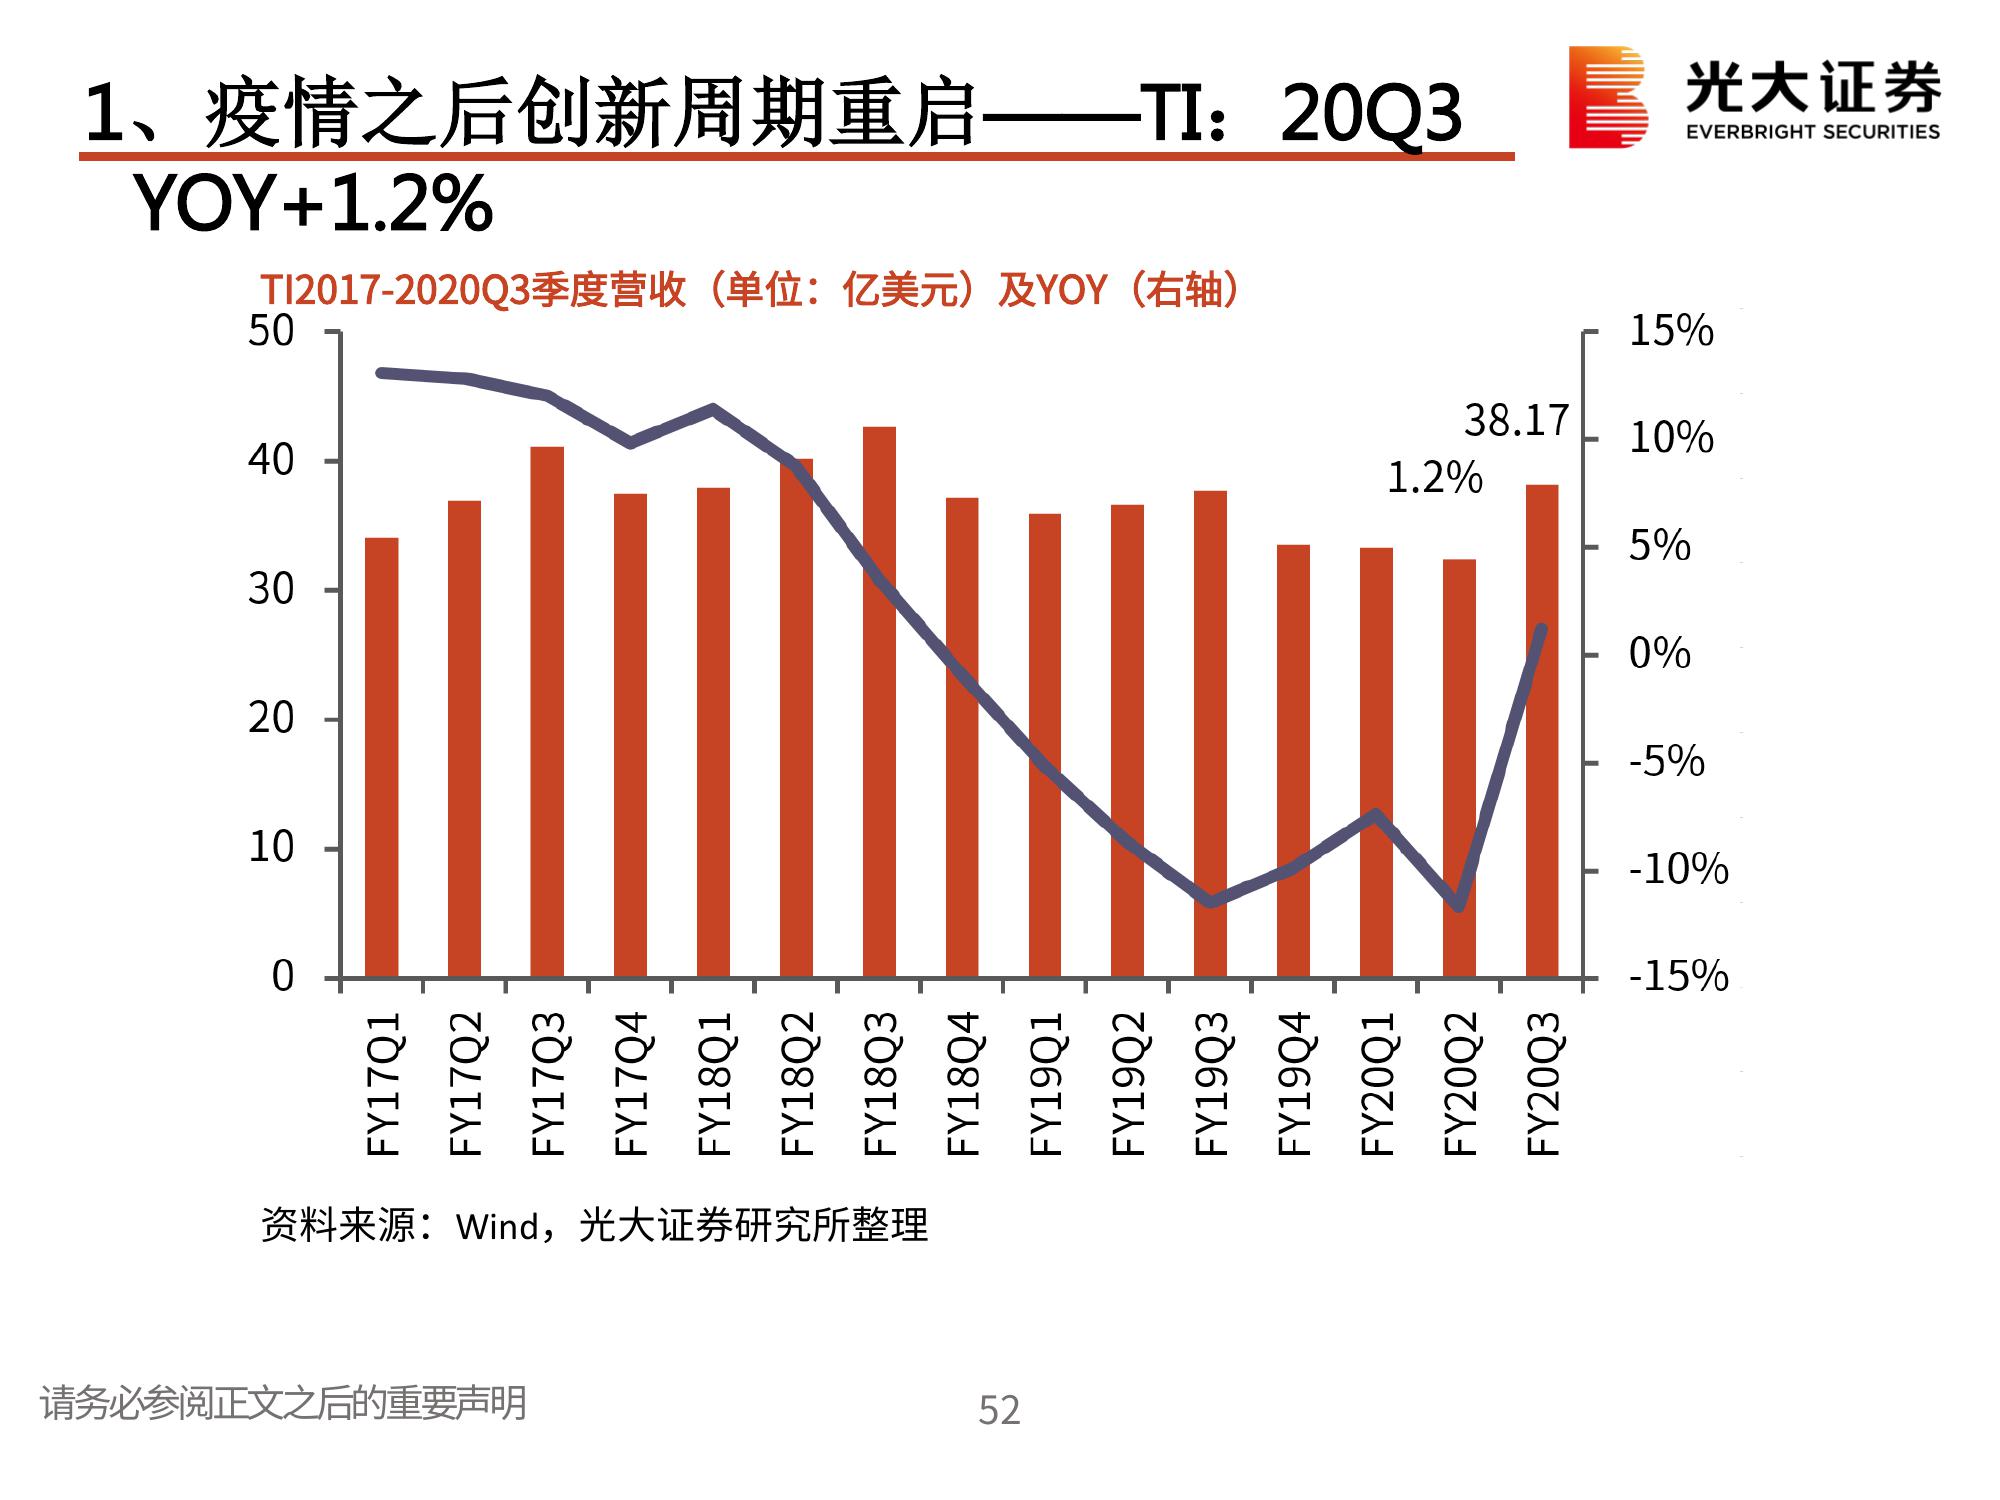 1、疫情之后创新周期重启——TI：20Q3
YOY+1.2%
光大证券
EVERBRIGHT SECURITIES
TI2017-2020Q3季度营收（单位：亿美元）及YOY（右轴）
50
40
30
20
10
0
15%
10%
5%
0%
-5%
-10%
-15%
38.17
1.2%
FY17Q1
FY17Q2
FY17Q3
FY17Q4
FY18Q1
FY18Q2
FY18Q3
FY18Q4
FY19Q1
FY19Q2
FY19Q3
FY19Q4
FY20Q1
FY20Q2
FY20Q3
资料来源：Wind，光大证券研究所整理
请务必参阅正文之后的重要声明
52